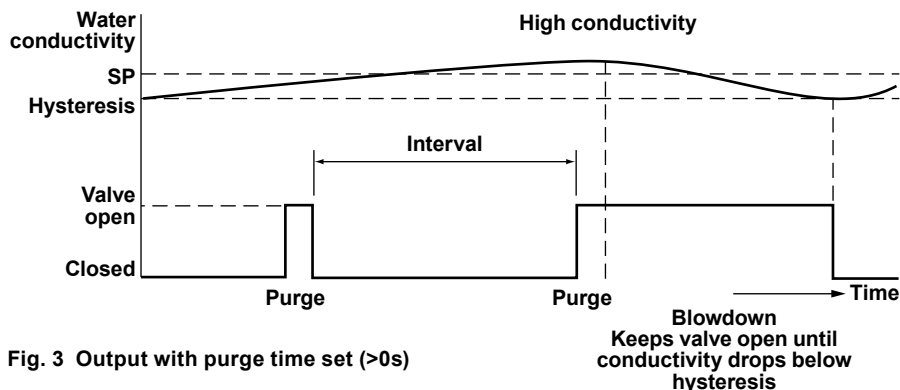 Water
conductivity
High conductivity
SP
Hysteresis
Interval
Valve
open
Closed
Purge
Purge
Time
Blowdown
Keeps valve open until
conductivity drops below
hysteresis
Fig. 3 Output with purge time set (>0s)